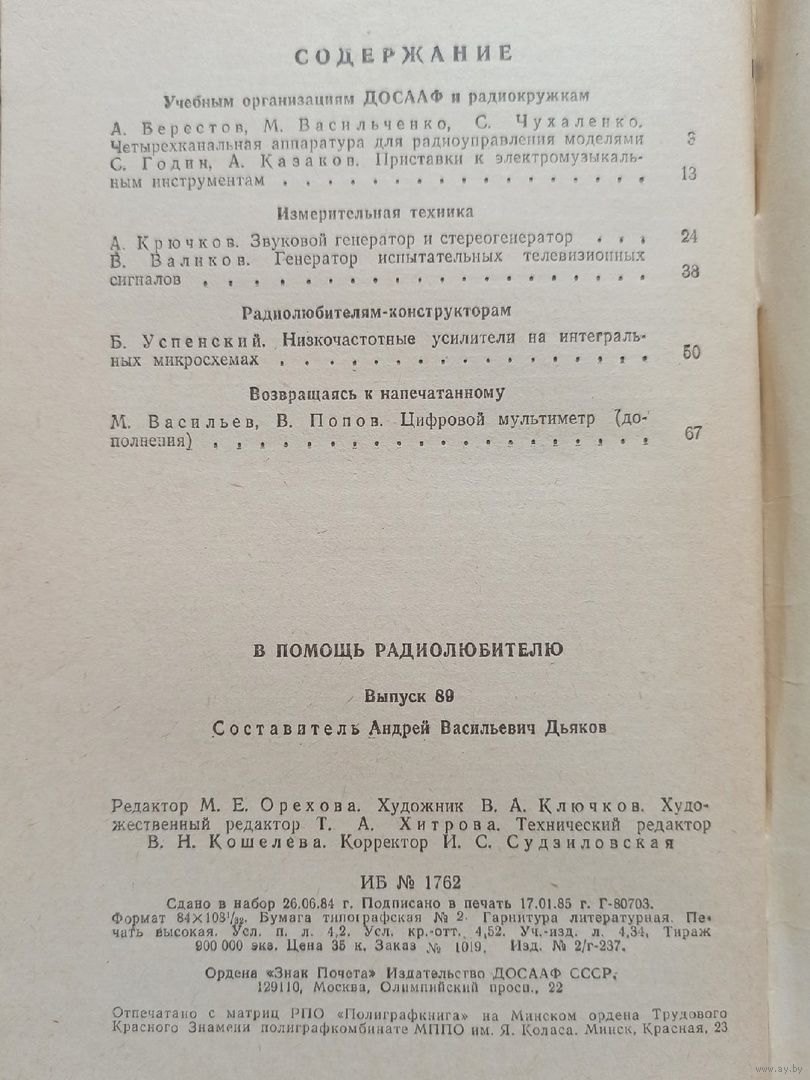 СОДЕРЖАНИЕ
Учебным организациям ДОСААФ и радиокружкам
А. Берестов, М. Васильченко, С. Чухаленко.
Четырехканальная аппаратура для радиоуправления моделями 3
С. Годин, А. Казаков. Приставки к электромузыкаль-
ным инструментам . . . . . . . . . . . . . . . . 13
Измерительная техника
А. Крючков. Звуковой генератор и стереогенератор . . . 24
В. Валиков. Генератор испытательных телевизионных
сигналов . . . . . . . . . . . . . . . . . 38
Радиолюбителям-конструкторам
Б. Успенский. Низкочастотные усилители на интеграль-
ных микросхемах . . . . . . . . . . . . . . . 50
Возвращаясь к напечатанному
М. Васильев, В. Попов. Цифровой мультиметр (до-
полнения) . . . . . . . . . . . . . . . . . 67
В ПОМОЩЬ РАДИОЛЮБИТЕЛЮ
Выпуск 89
Составитель Андрей Васильевич Дьяков
Редактор М. Е. Орехова. Художник В. А. Ключков. Худо-
жественный редактор Т. А. Хитрова. Технический редактор
В. Н. Кошелева. Корректор И. С. Судзиловская
ИБ № 1762
Сдано в набор 26.06.84 г. Подписано в печать 17.01.85 г. Г-80703.
Формат 84×108¹/₃₂. Бумага типографская № 2. Гарнитура литературная. Пе-
чать высокая. Усл. п. л. 4,2. Усл. кр.-отт. 4,52. Уч.-изд. л. 4,34. Тираж
900 000 экз. Цена 35 к. Заказ № 1019. Изд. № 2/г-237.
Ордена «Знак Почета» Издательство ДОСААФ СССР.
129110, Москва, Олимпийский просп., 22
Отпечатано с матриц РПО «Полиграфкнига» на Минском ордена Трудового
Красного Знамени полиграфкомбинате МППО им. Я. Коласа. Минск, Красная, 23
www.ay.by